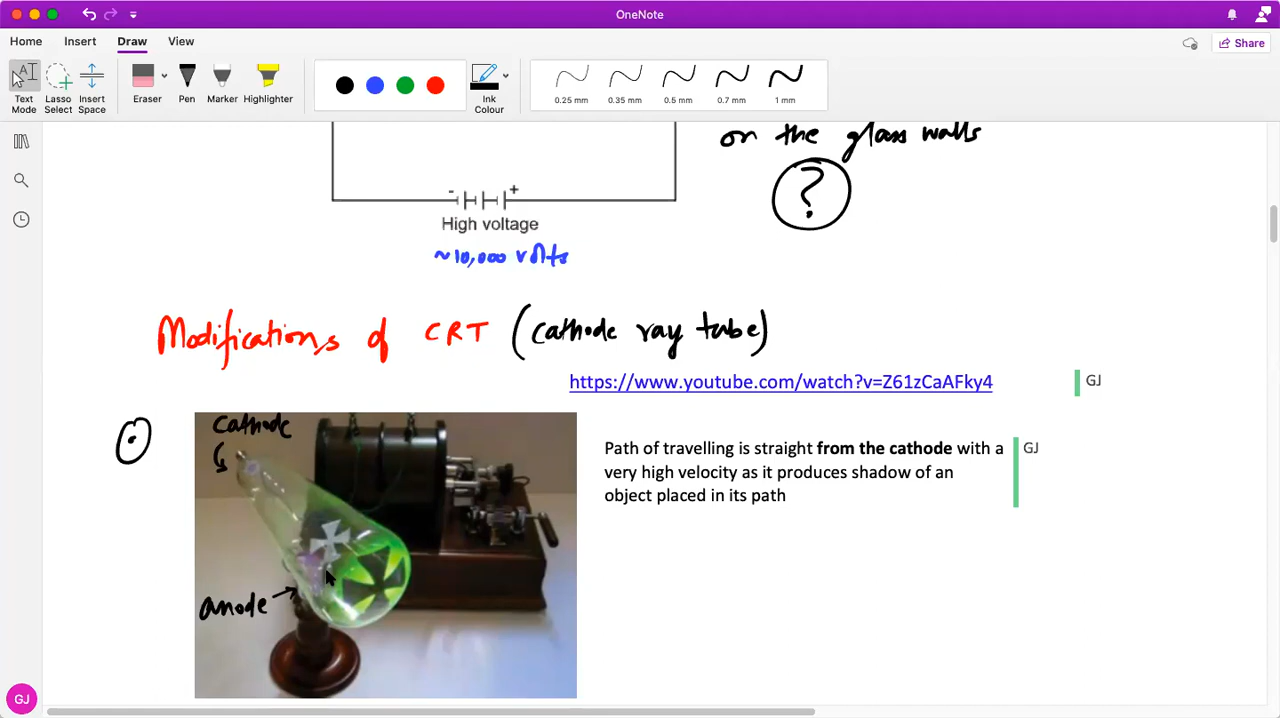 OneNote
Home Insert Draw View
Share
Text Mode
Lasso Select
Insert Space
Eraser
Pen
Marker
Highlighter
Ink Colour
0.25 mm
0.35 mm
0.5 mm
0.7 mm
1 mm
on the glass walls
?
- +
High voltage
~10,000 volts
Modifications of CRT (cathode ray tube)
https://www.youtube.com/watch?v=Z61zCaAFky4
GJ
cathode
Path of travelling is straight from the cathode with a
GJ
very high velocity as it produces shadow of an
object placed in its path
anode
GJ